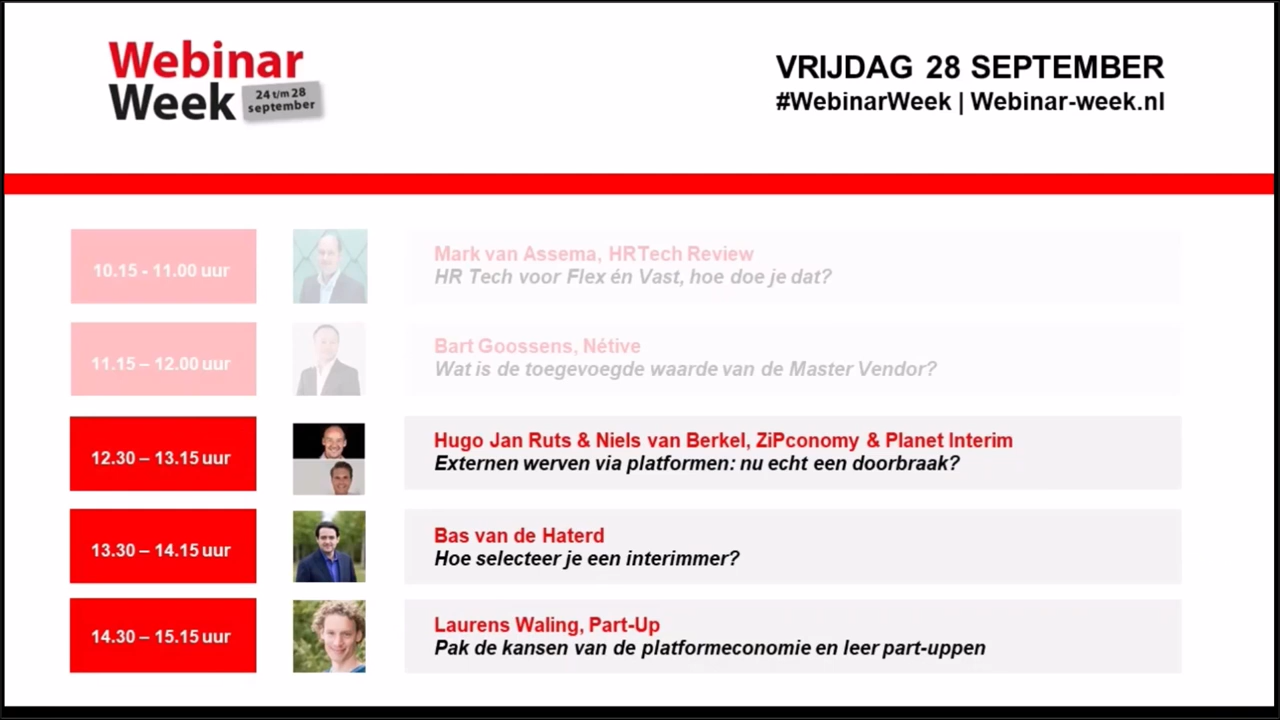 Webinar
Week
24 t/m 28
september
VRIJDAG 28 SEPTEMBER
#WebinarWeek | Webinar-week.nl
10.15 - 11.00 uur
Mark van Assema, HRTech Review
HR Tech voor Flex én Vast, hoe doe je dat?
11.15 – 12.00 uur
Bart Goossens, Nétive
Wat is de toegevoegde waarde van de Master Vendor?
12.30 – 13.15 uur
Hugo Jan Ruts & Niels van Berkel, ZiPconomy & Planet Interim
Externen werven via platformen: nu echt een doorbraak?
13.30 – 14.15 uur
Bas van de Haterd
Hoe selecteer je een interimmer?
14.30 – 15.15 uur
Laurens Waling, Part-Up
Pak de kansen van de platformeconomie en leer part-uppen